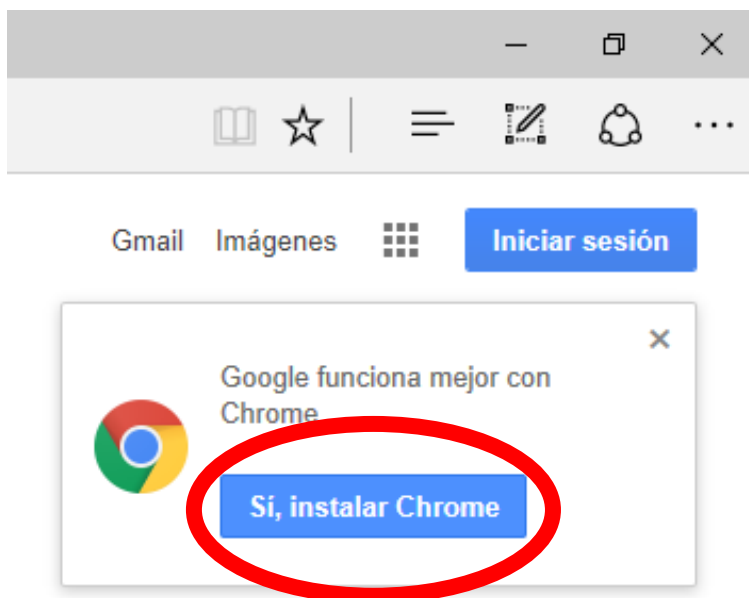 Gmail Imágenes Iniciar sesión
Google funciona mejor con
Chrome
Sí, instalar Chrome